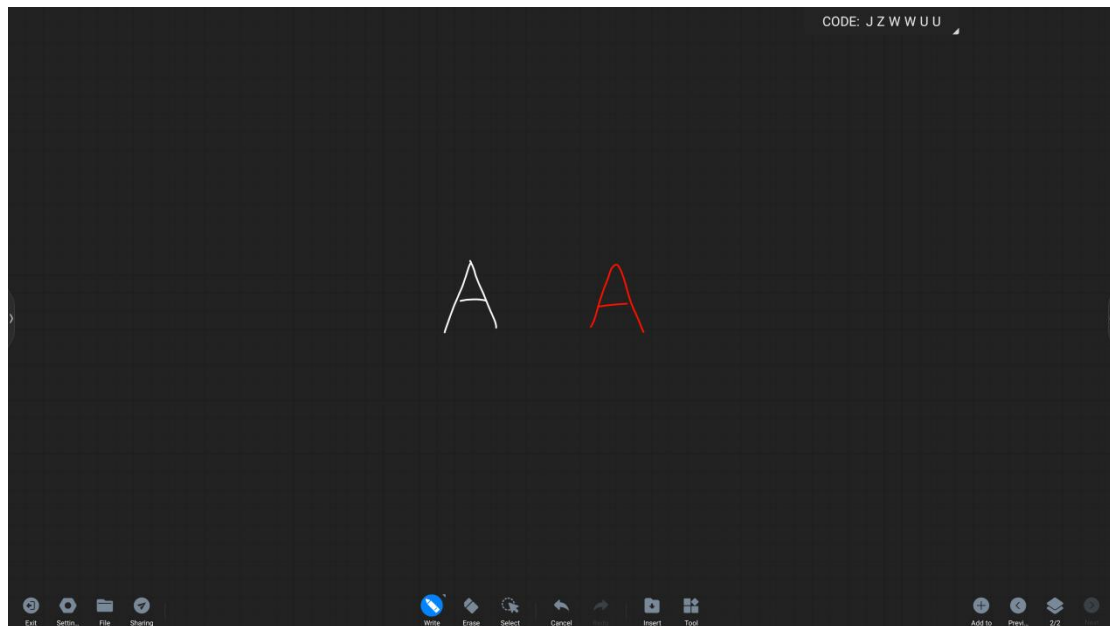 CODE: J Z W W U U
A A
Exit Settin... File Sharing Write Erase Select Cancel Insert Tool Add to Previ... 2/2